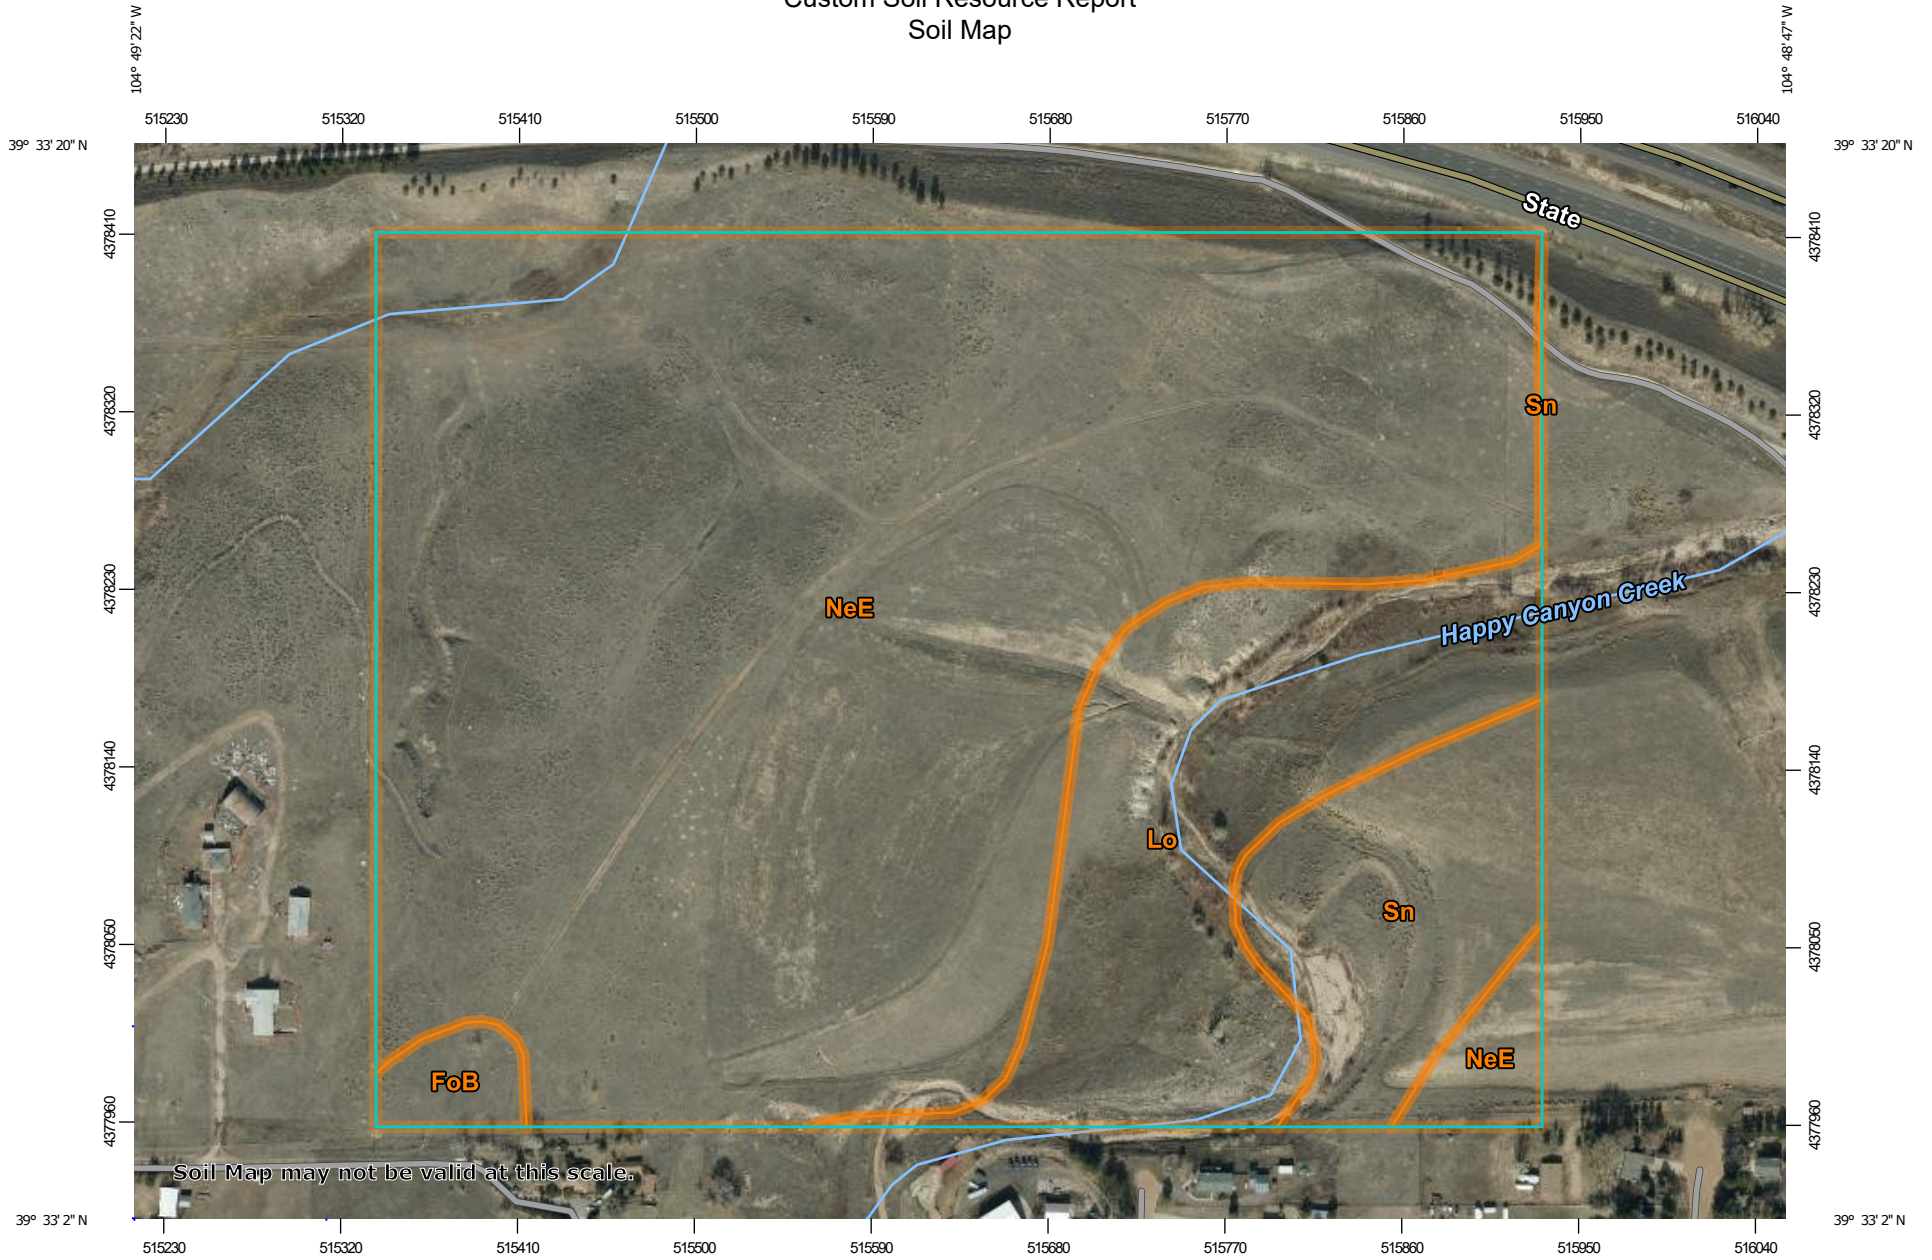 Custom Soil Resource Report
Soil Map
104° 49' 22" W
104° 48' 47" W
515230 515320 515410 515500 515590 515680 515770 515860 515950 516040
39° 33' 20" N
39° 33' 20" N
State
4378410
4378410
4378320
4378320
Sn
4378230
4378230
NeE
Happy Canyon Creek
4378140
4378140
Lo
Sn
4378050
4378050
NeE
FoB
4377960
4377960
Soil Map may not be valid at this scale.
39° 33' 2" N
39° 33' 2" N
515230 515320 515410 515500 515590 515680 515770 515860 515950 516040